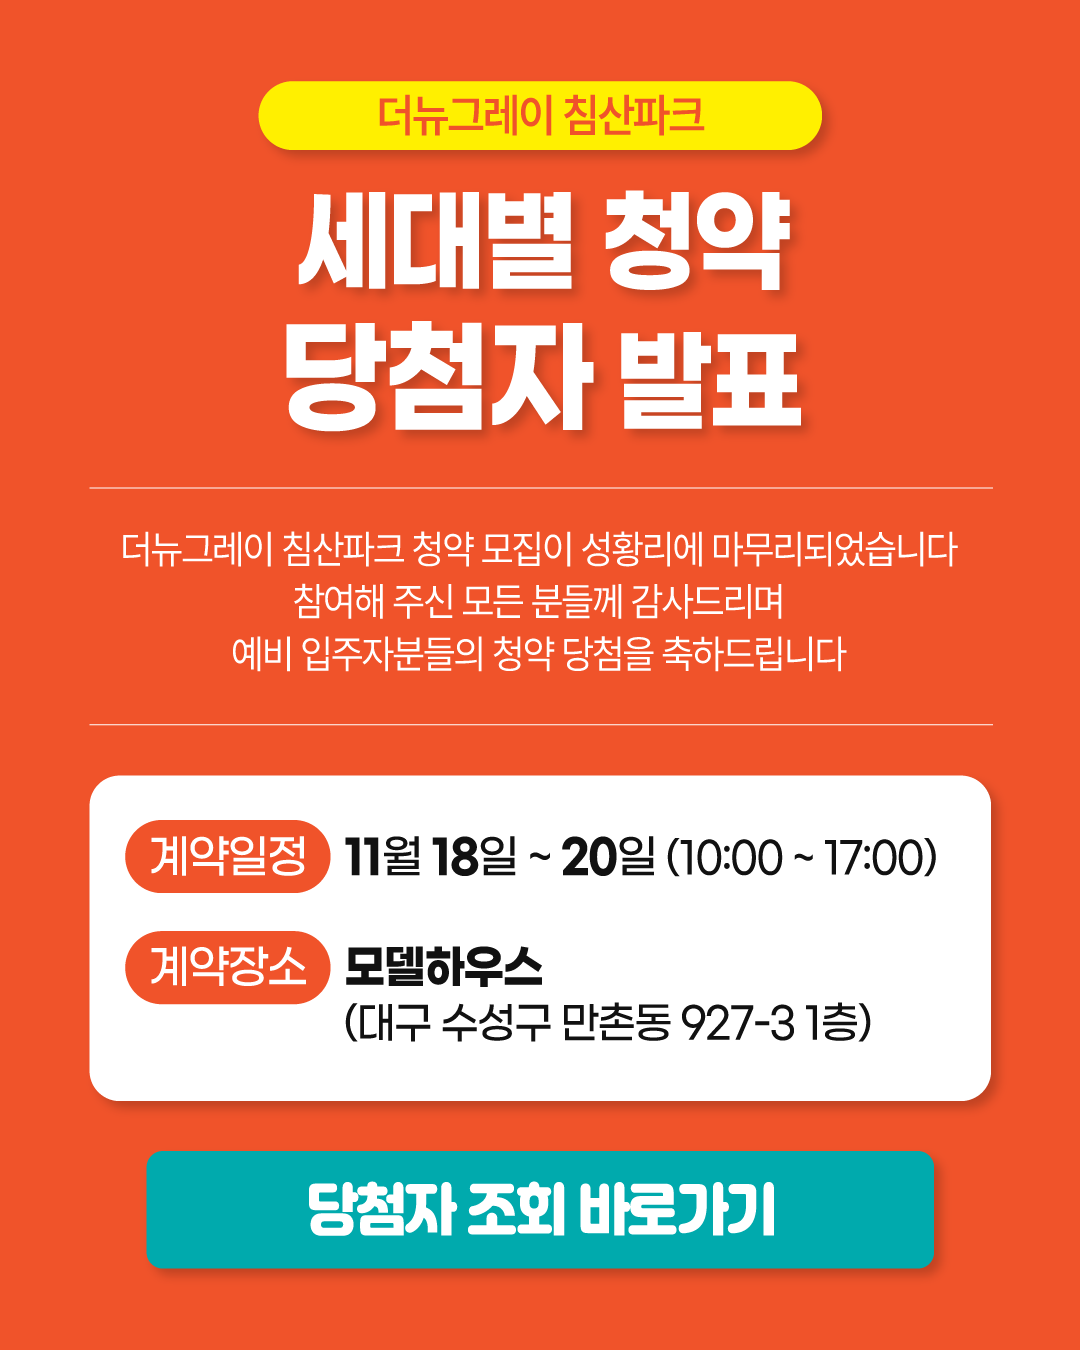 더뉴그레이 침산파크
세대별 청약
당첨자 발표
더뉴그레이 침산파크 청약 모집이 성황리에 마무리되었습니다
참여해 주신 모든 분들께 감사드리며
예비 입주자분들의 청약 당첨을 축하드립니다
계약일정 11월 18일 ~ 20일 (10:00 ~ 17:00)
계약장소 모델하우스
(대구 수성구 만촌동 927-3 1층)
당첨자 조회 바로가기